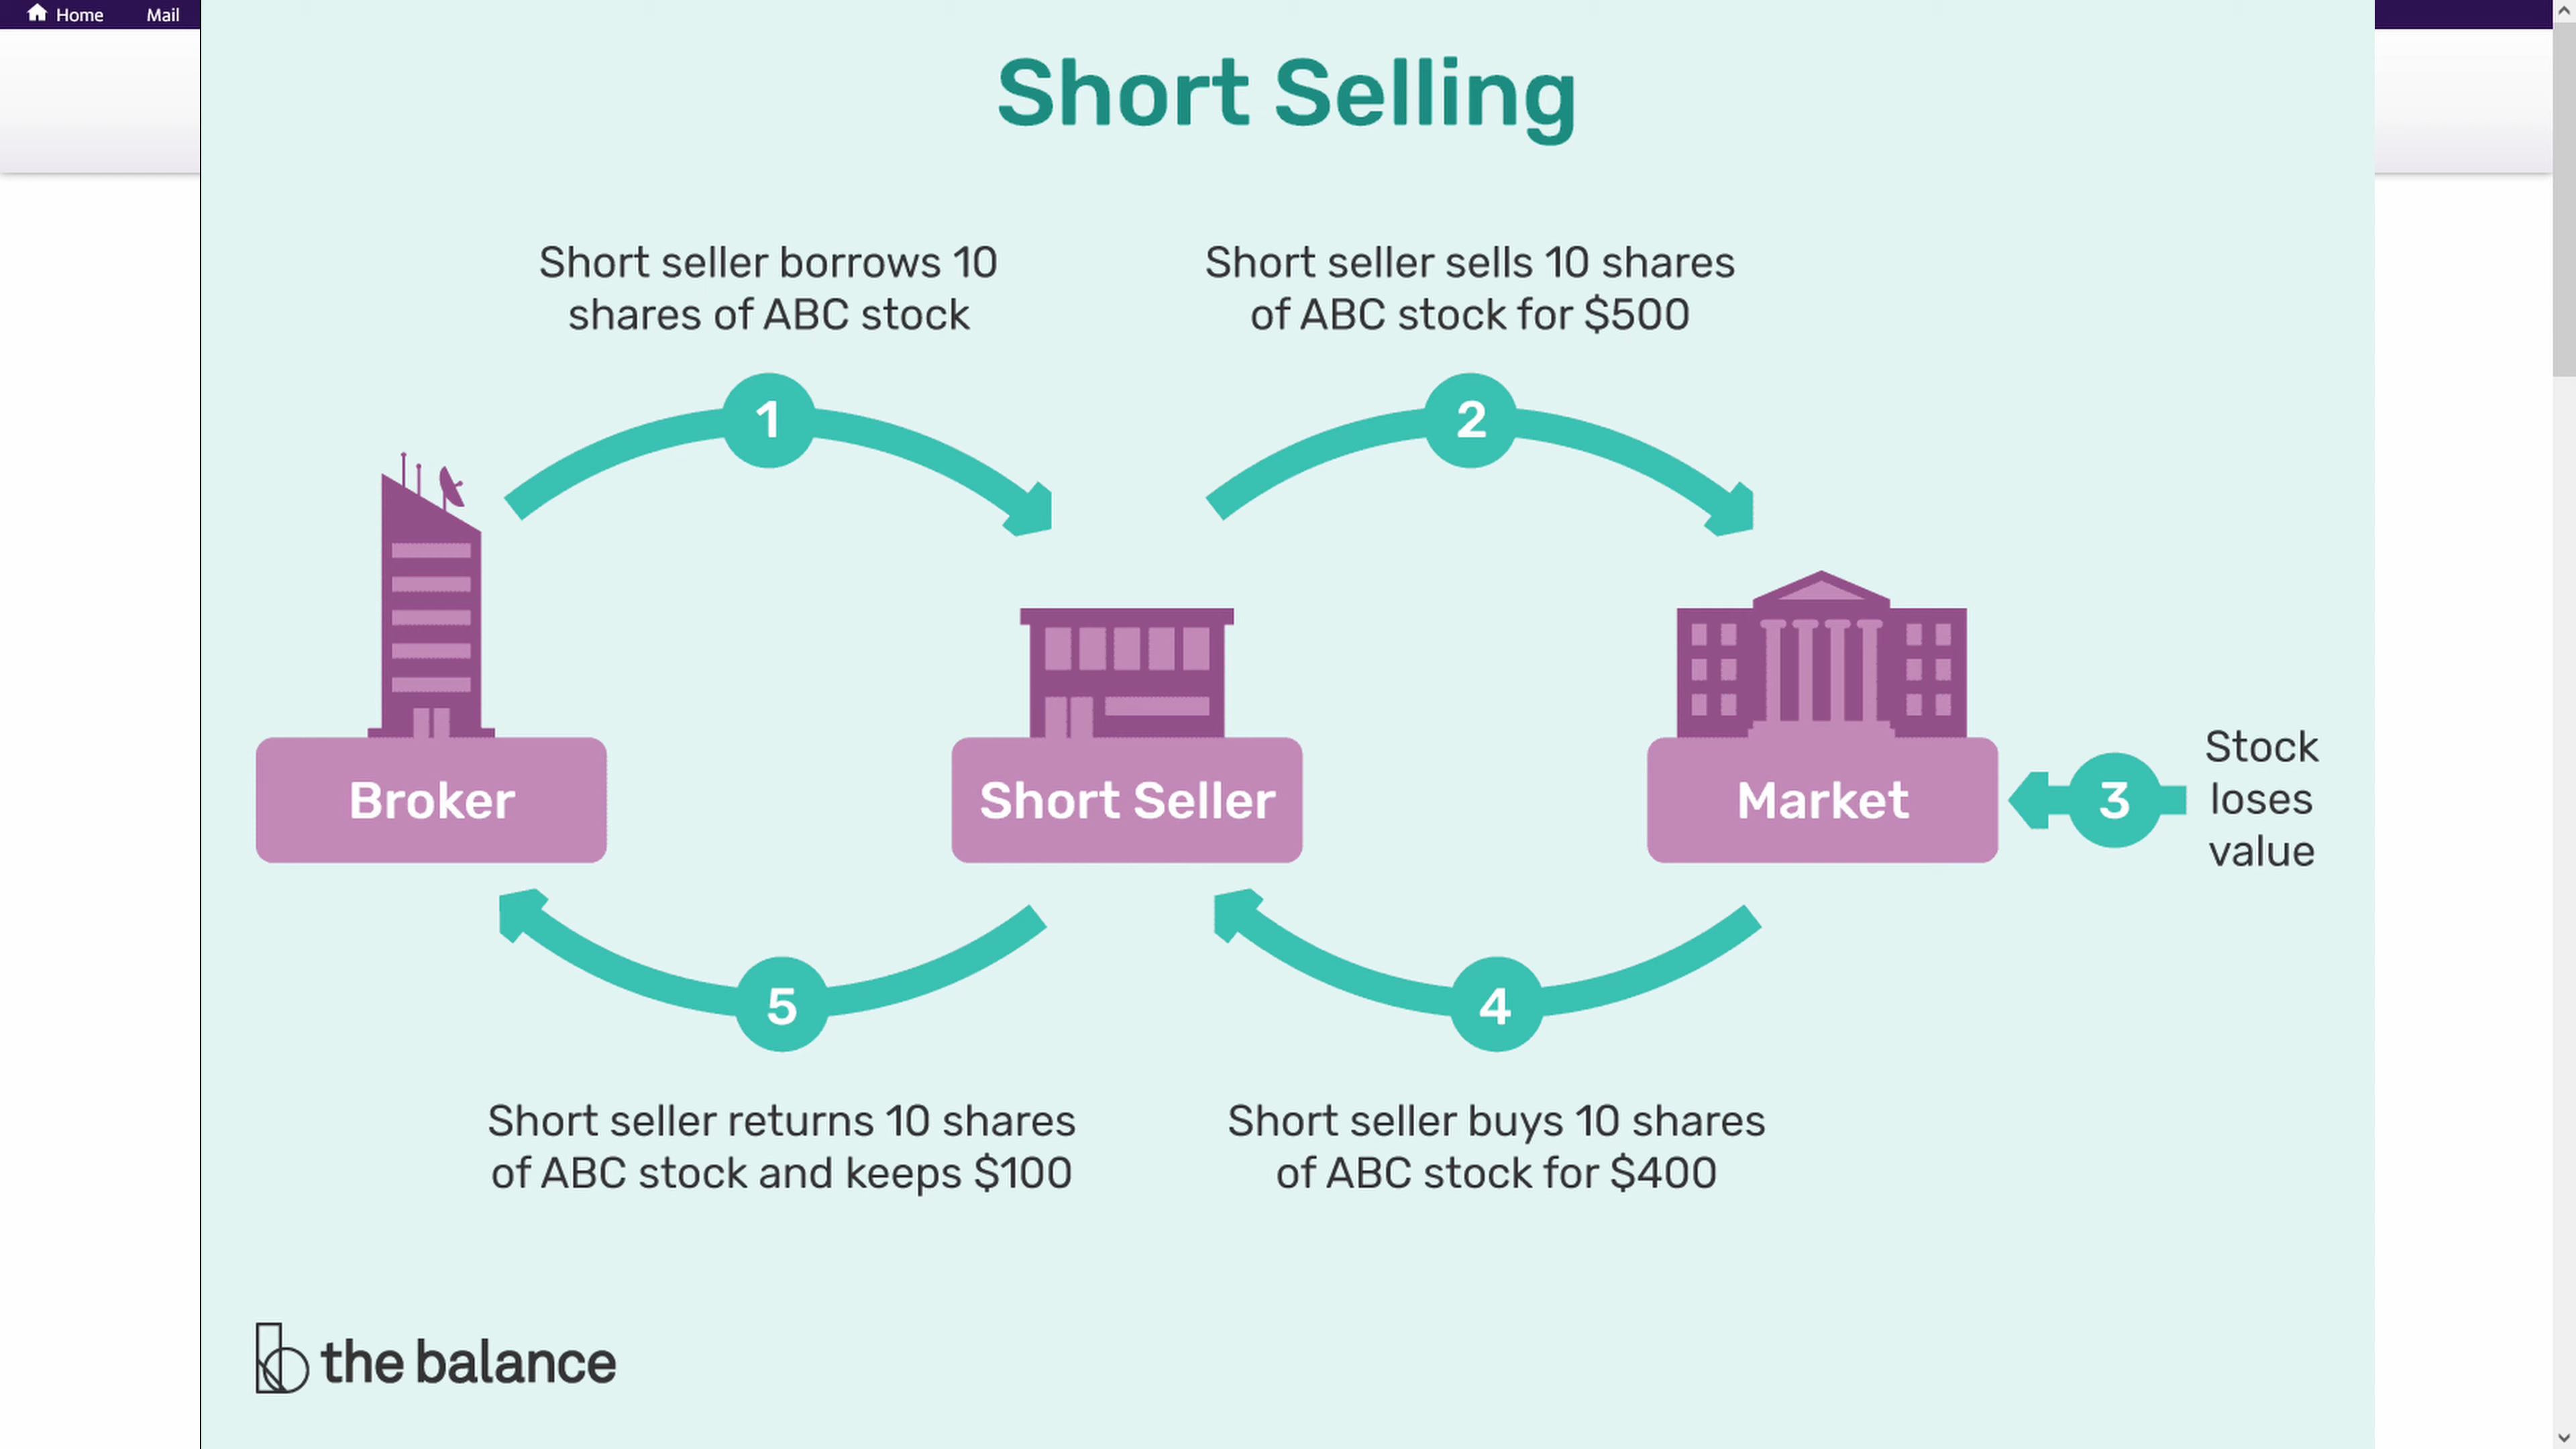 Home Mail
Short Selling
Short seller borrows 10
shares of ABC stock
Short seller sells 10 shares
of ABC stock for $500
1
2
Broker
Short Seller
Market
3
Stock
loses
value
5
4
Short seller returns 10 shares
of ABC stock and keeps $100
Short seller buys 10 shares
of ABC stock for $400
the balance